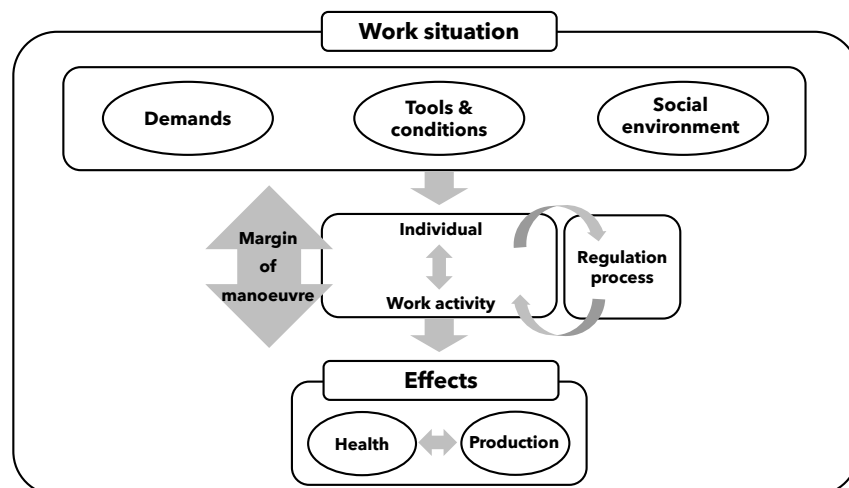 Work situation
Demands
Tools &
conditions
Social
environment
Margin
of
manoeuvre
Individual
Work activity
Regulation
process
Effects
Health
Production